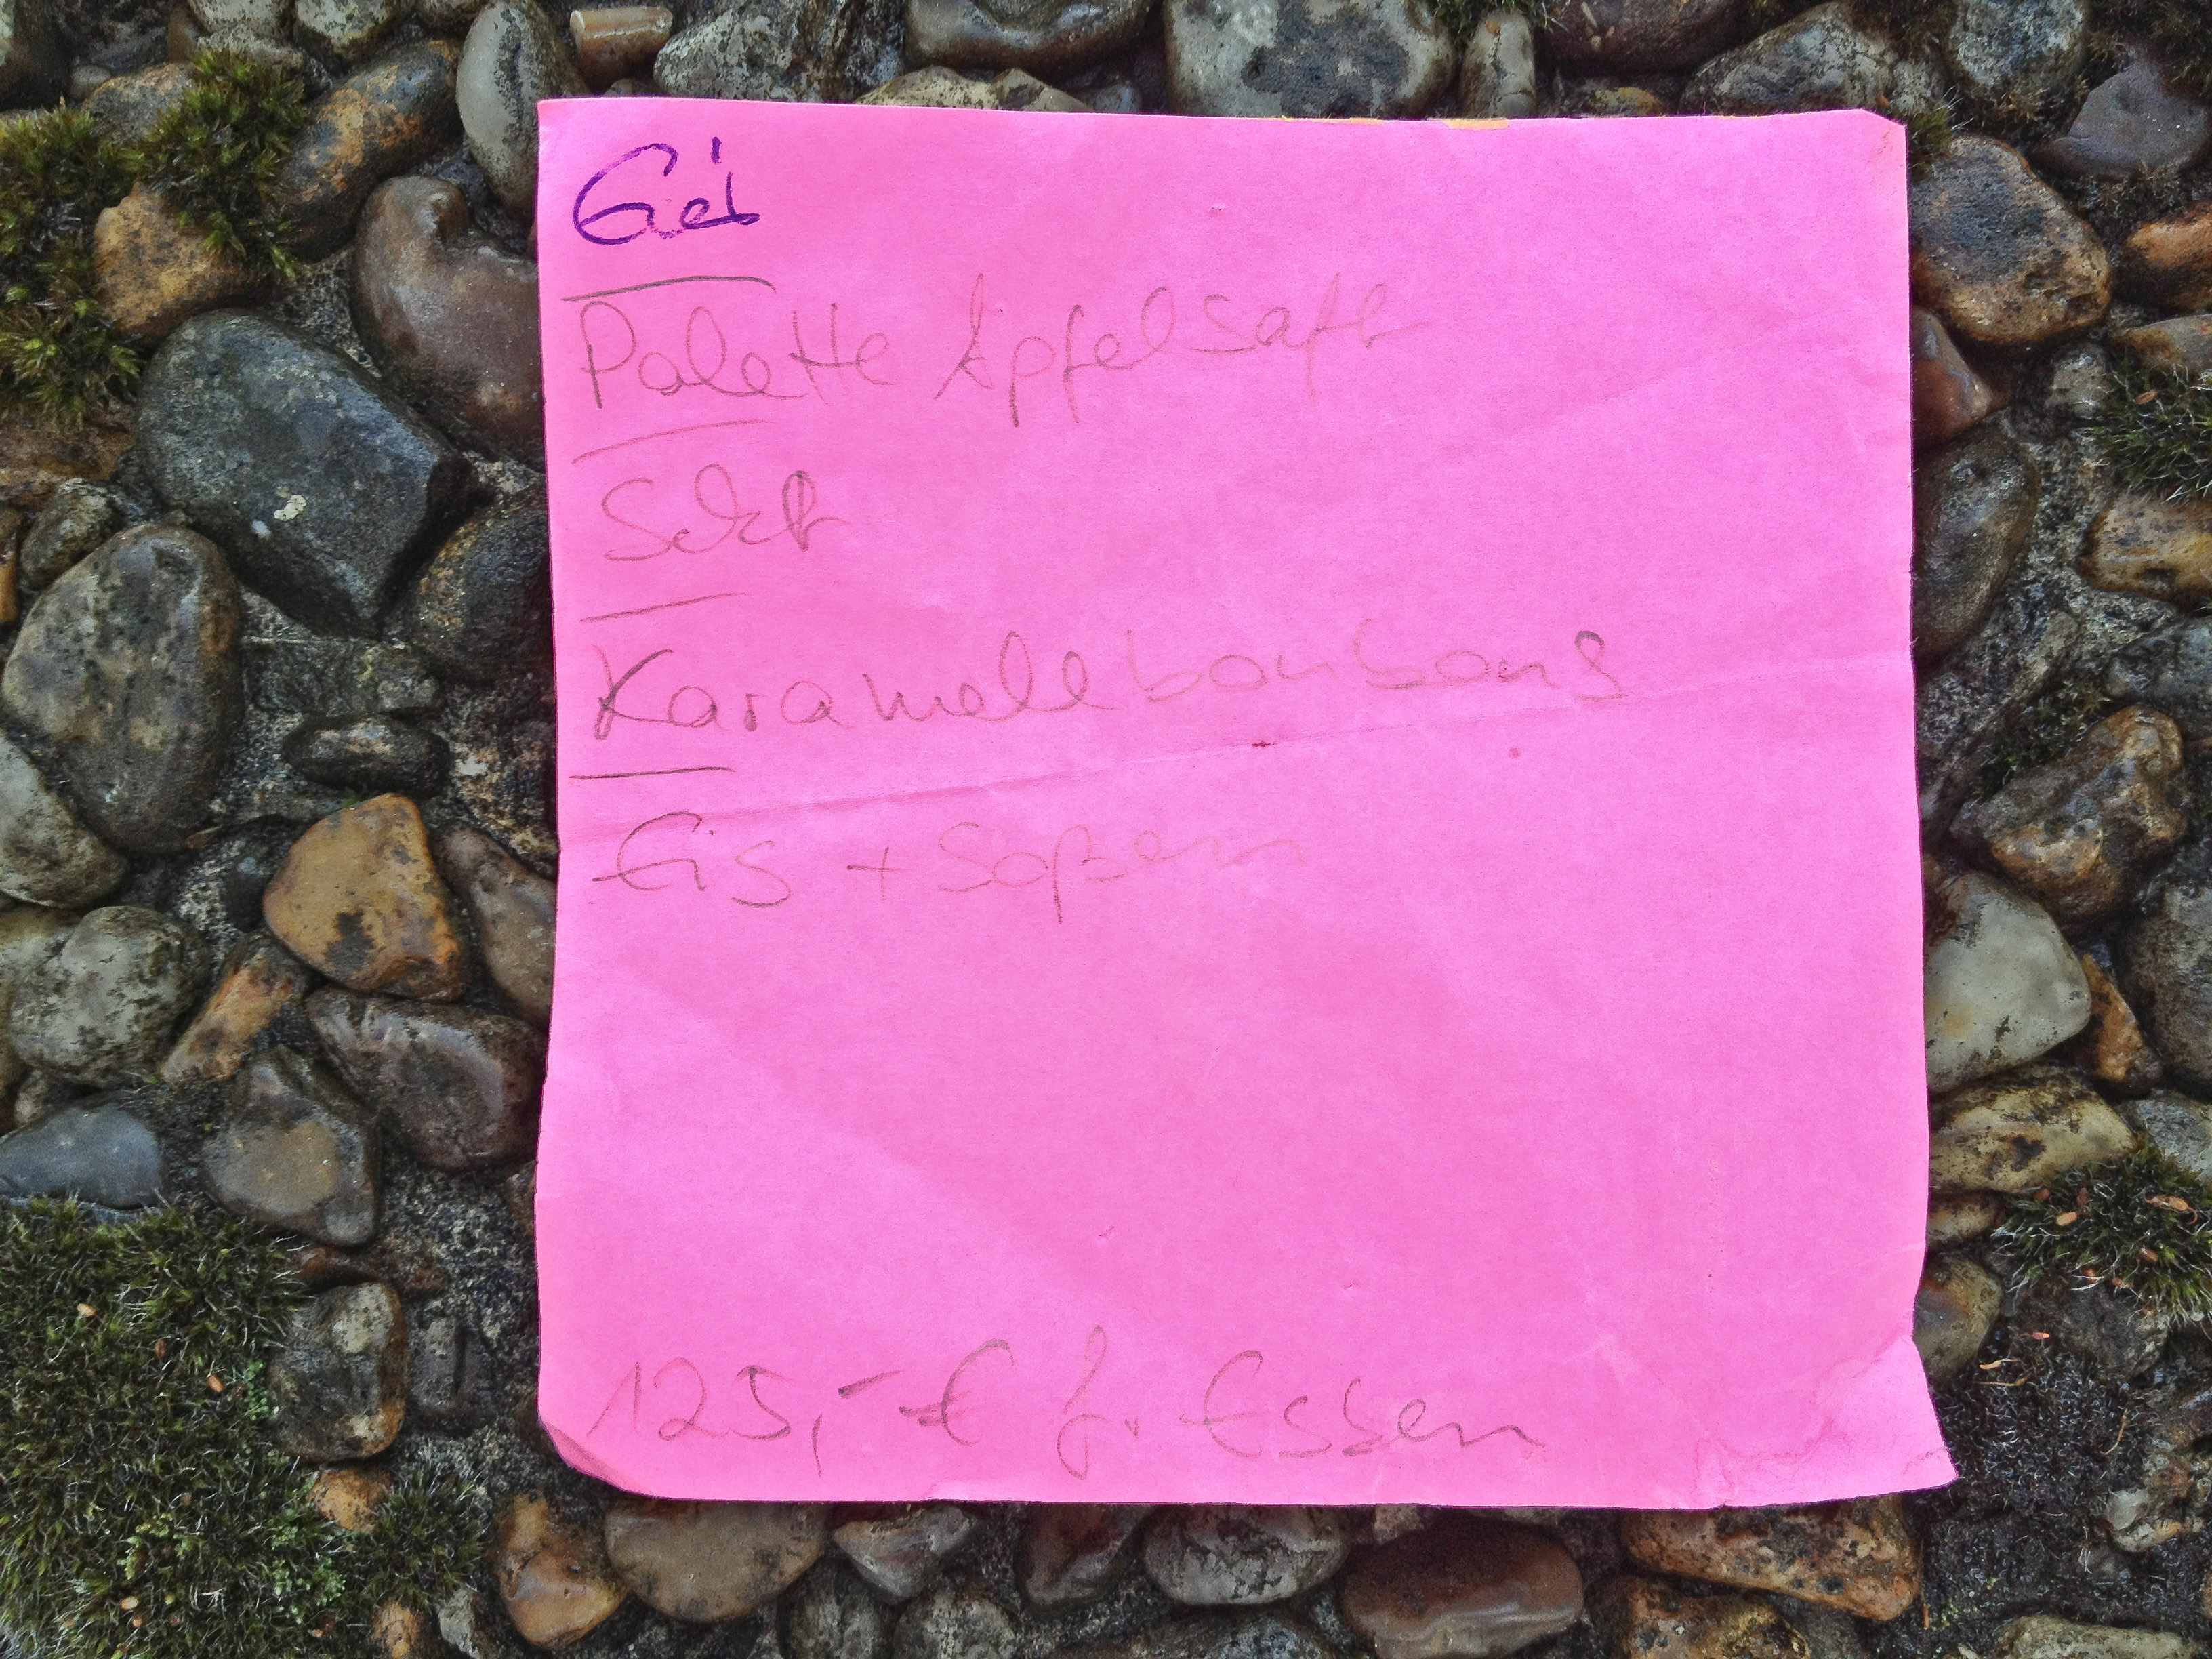 Palette Apfelsaft
Sekt
Karamellbonbons
Eis + Soßen
125,- € f. Essen